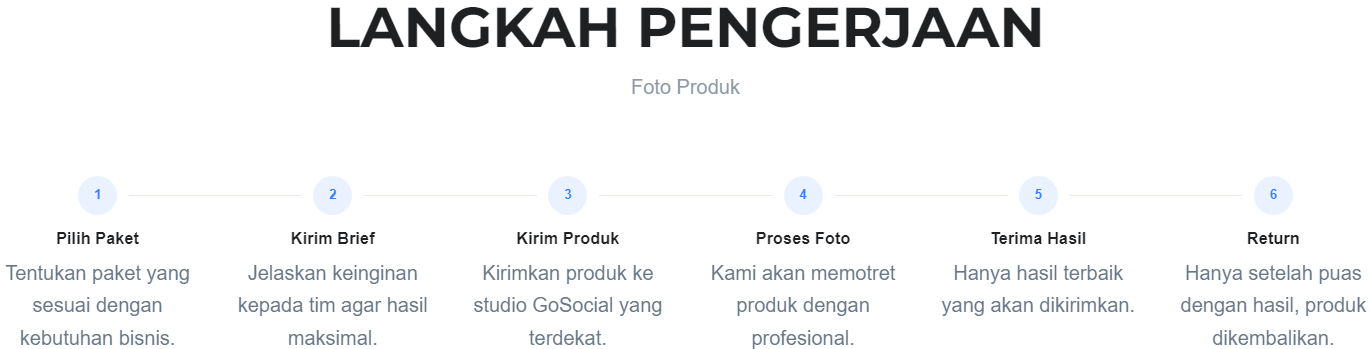 LANGKAH PENGERJAAN
Foto Produk
1
Pilih Paket
Tentukan paket yang
sesuai dengan
kebutuhan bisnis.
2
Kirim Brief
Jelaskan keinginan
kepada tim agar hasil
maksimal.
3
Kirim Produk
Kirimkan produk ke
studio GoSocial yang
terdekat.
4
Proses Foto
Kami akan memotret
produk dengan
profesional.
5
Terima Hasil
Hanya hasil terbaik
yang akan dikirimkan.
6
Return
Hanya setelah puas
dengan hasil, produk
dikembalikan.